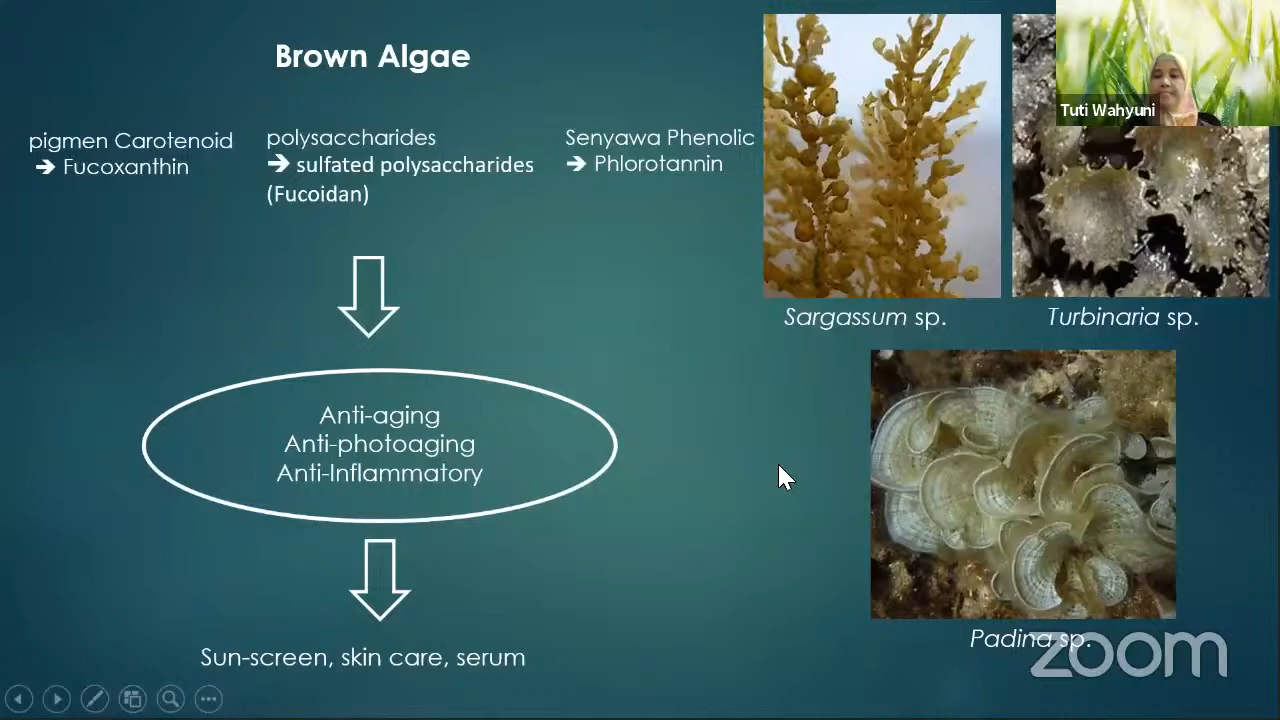 Brown Algae
pigmen Carotenoid
➔ Fucoxanthin
polysaccharides
➔ sulfated polysaccharides
(Fucoidan)
Senyawa Phenolic
➔ Phlorotannin
Anti-aging
Anti-photoaging
Anti-Inflammatory
Sun-screen, skin care, serum
Tuti Wahyuni
Sargassum sp.
Turbinaria sp.
Padina sp.
zoom